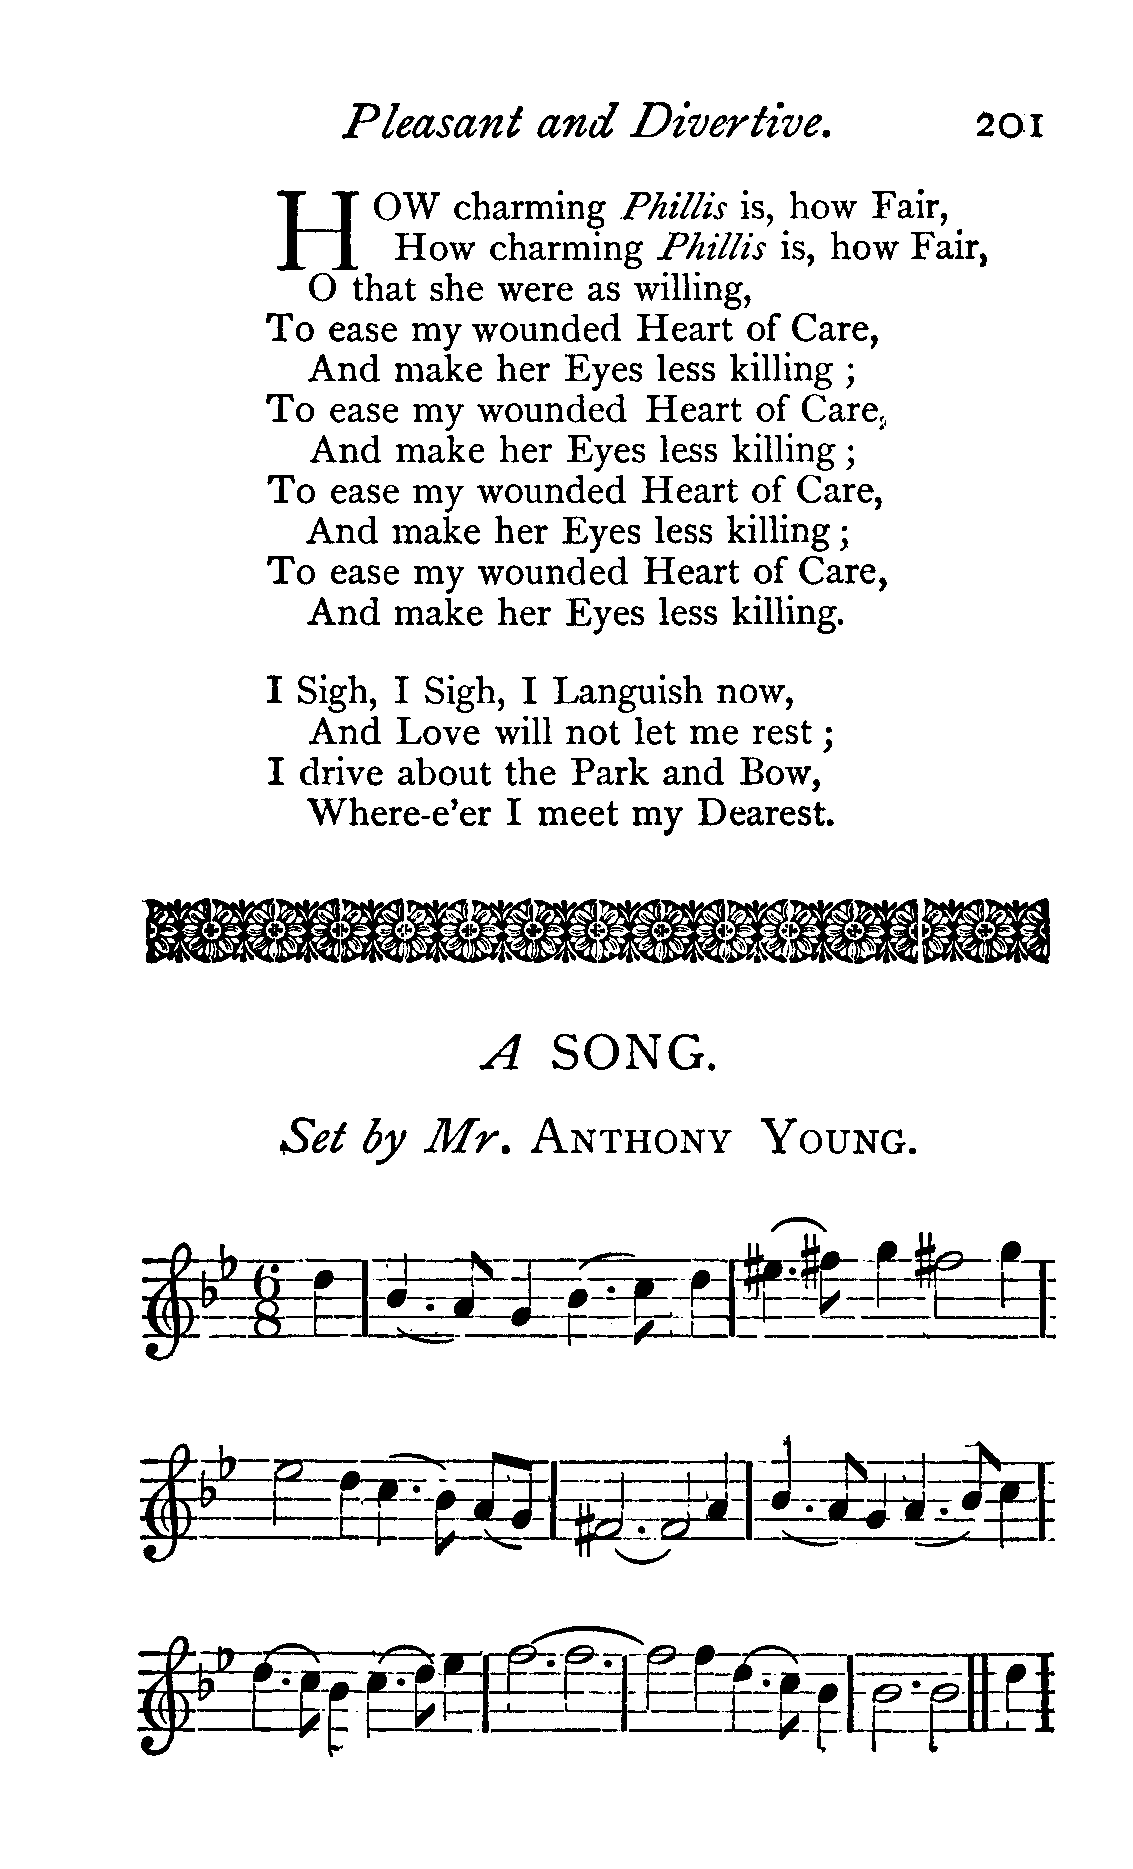 Pleasant and Divertive. 201
HOW charming Phillis is, how Fair,
How charming Phillis is, how Fair,
O that she were as willing,
To ease my wounded Heart of Care,
And make her Eyes less killing ;
To ease my wounded Heart of Care,
And make her Eyes less killing ;
To ease my wounded Heart of Care,
And make her Eyes less killing ;
To ease my wounded Heart of Care,
And make her Eyes less killing.
I Sigh, I Sigh, I Languish now,
And Love will not let me rest ;
I drive about the Park and Bow,
Where-e'er I meet my Dearest.
A SONG.
Set by Mr. ANTHONY YOUNG.
6
8